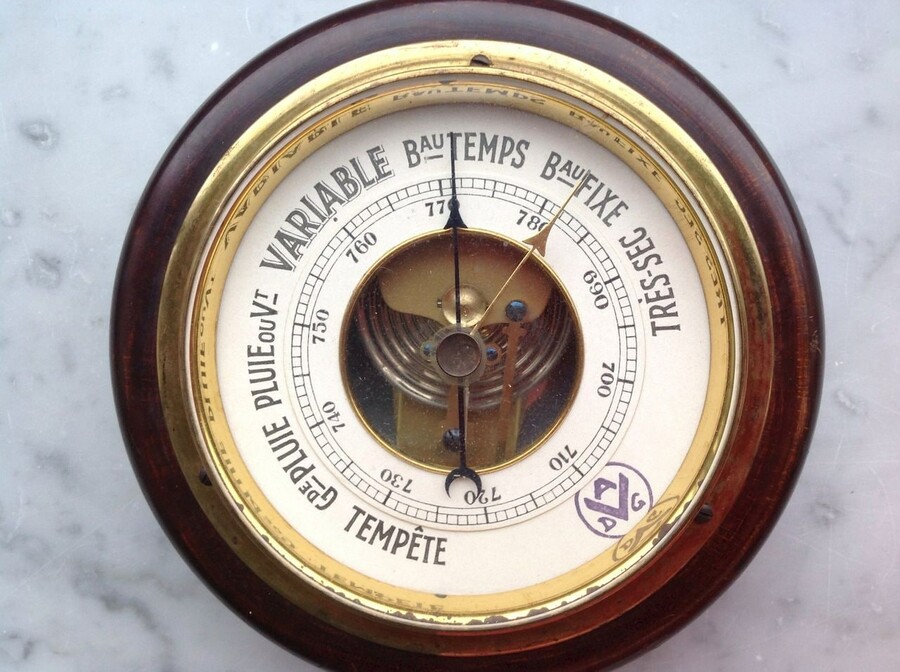 TEMPÊTE
Gᴰᴱ PLUIE
PLUIE OU Vᵀ
VARIABLE
BAU TEMPS
BAU FIXE
TRÈS-SEC
720
730
740
750
760
770
780
690
700
710